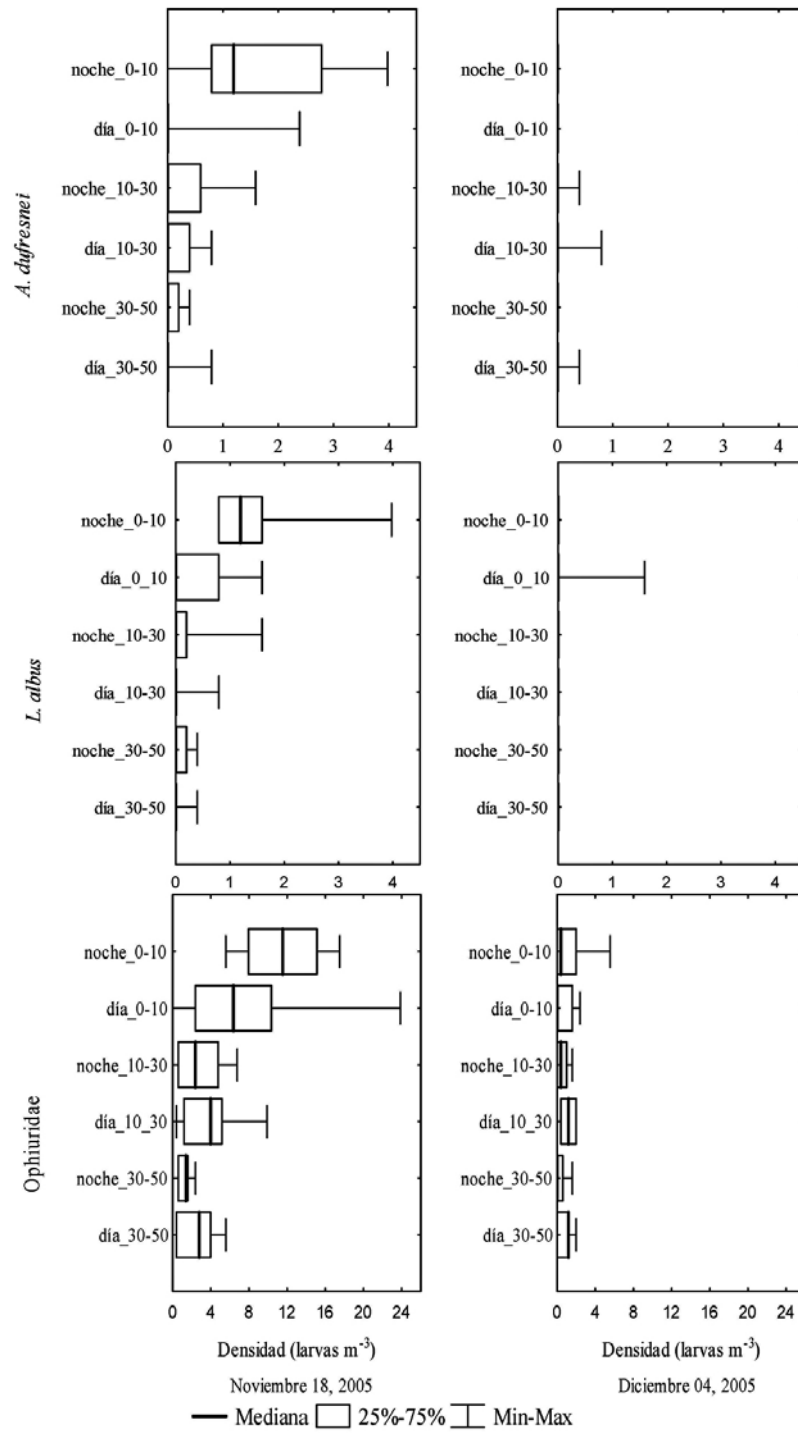 A. dufresnei
noche_0-10
día_0-10
noche_10-30
día_10-30
noche_30-50
día_30-50
0 1 2 3 4
noche_0-10
día_0-10
noche_10-30
día_10-30
noche_30-50
día_30-50
0 1 2 3 4
L. albus
noche_0-10
día_0_10
noche_10-30
día_10-30
noche_30-50
día_30-50
0 1 2 3 4
noche_0-10
día_0_10
noche_10-30
día_10-30
noche_30-50
día_30-50
0 1 2 3 4
Ophiuridae
noche_0-10
día_0-10
noche_10-30
día_10_30
noche_30-50
día_30-50
0 4 8 12 16 20 24
Densidad (larvas m⁻³)
Noviembre 18, 2005
noche_0-10
día_0-10
noche_10-30
día_10_30
noche_30-50
día_30-50
0 4 8 12 16 20 24
Densidad (larvas m⁻³)
Diciembre 04, 2005
Mediana 25%-75% Min-Max